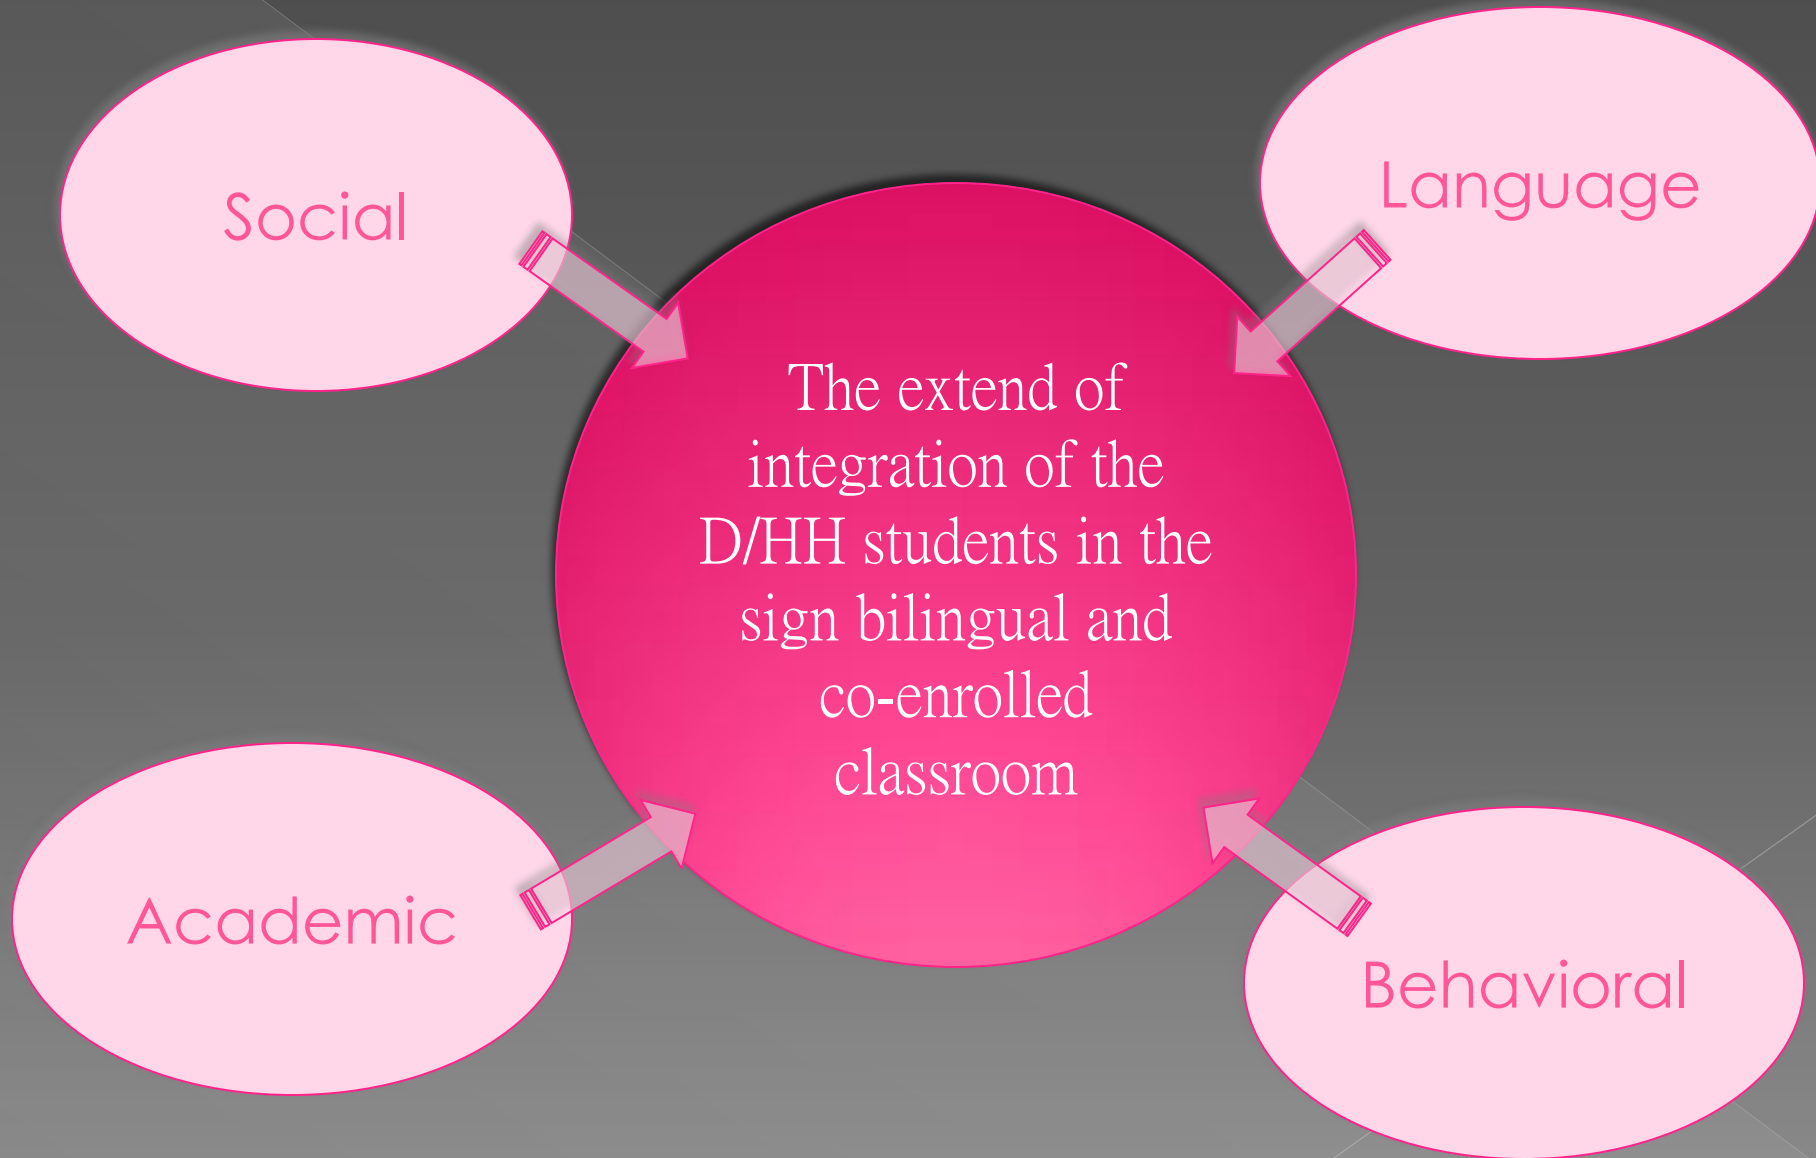 Social
Language
The extend of
integration of the
D/HH students in the
sign bilingual and
co-enrolled
classroom
Academic
Behavioral